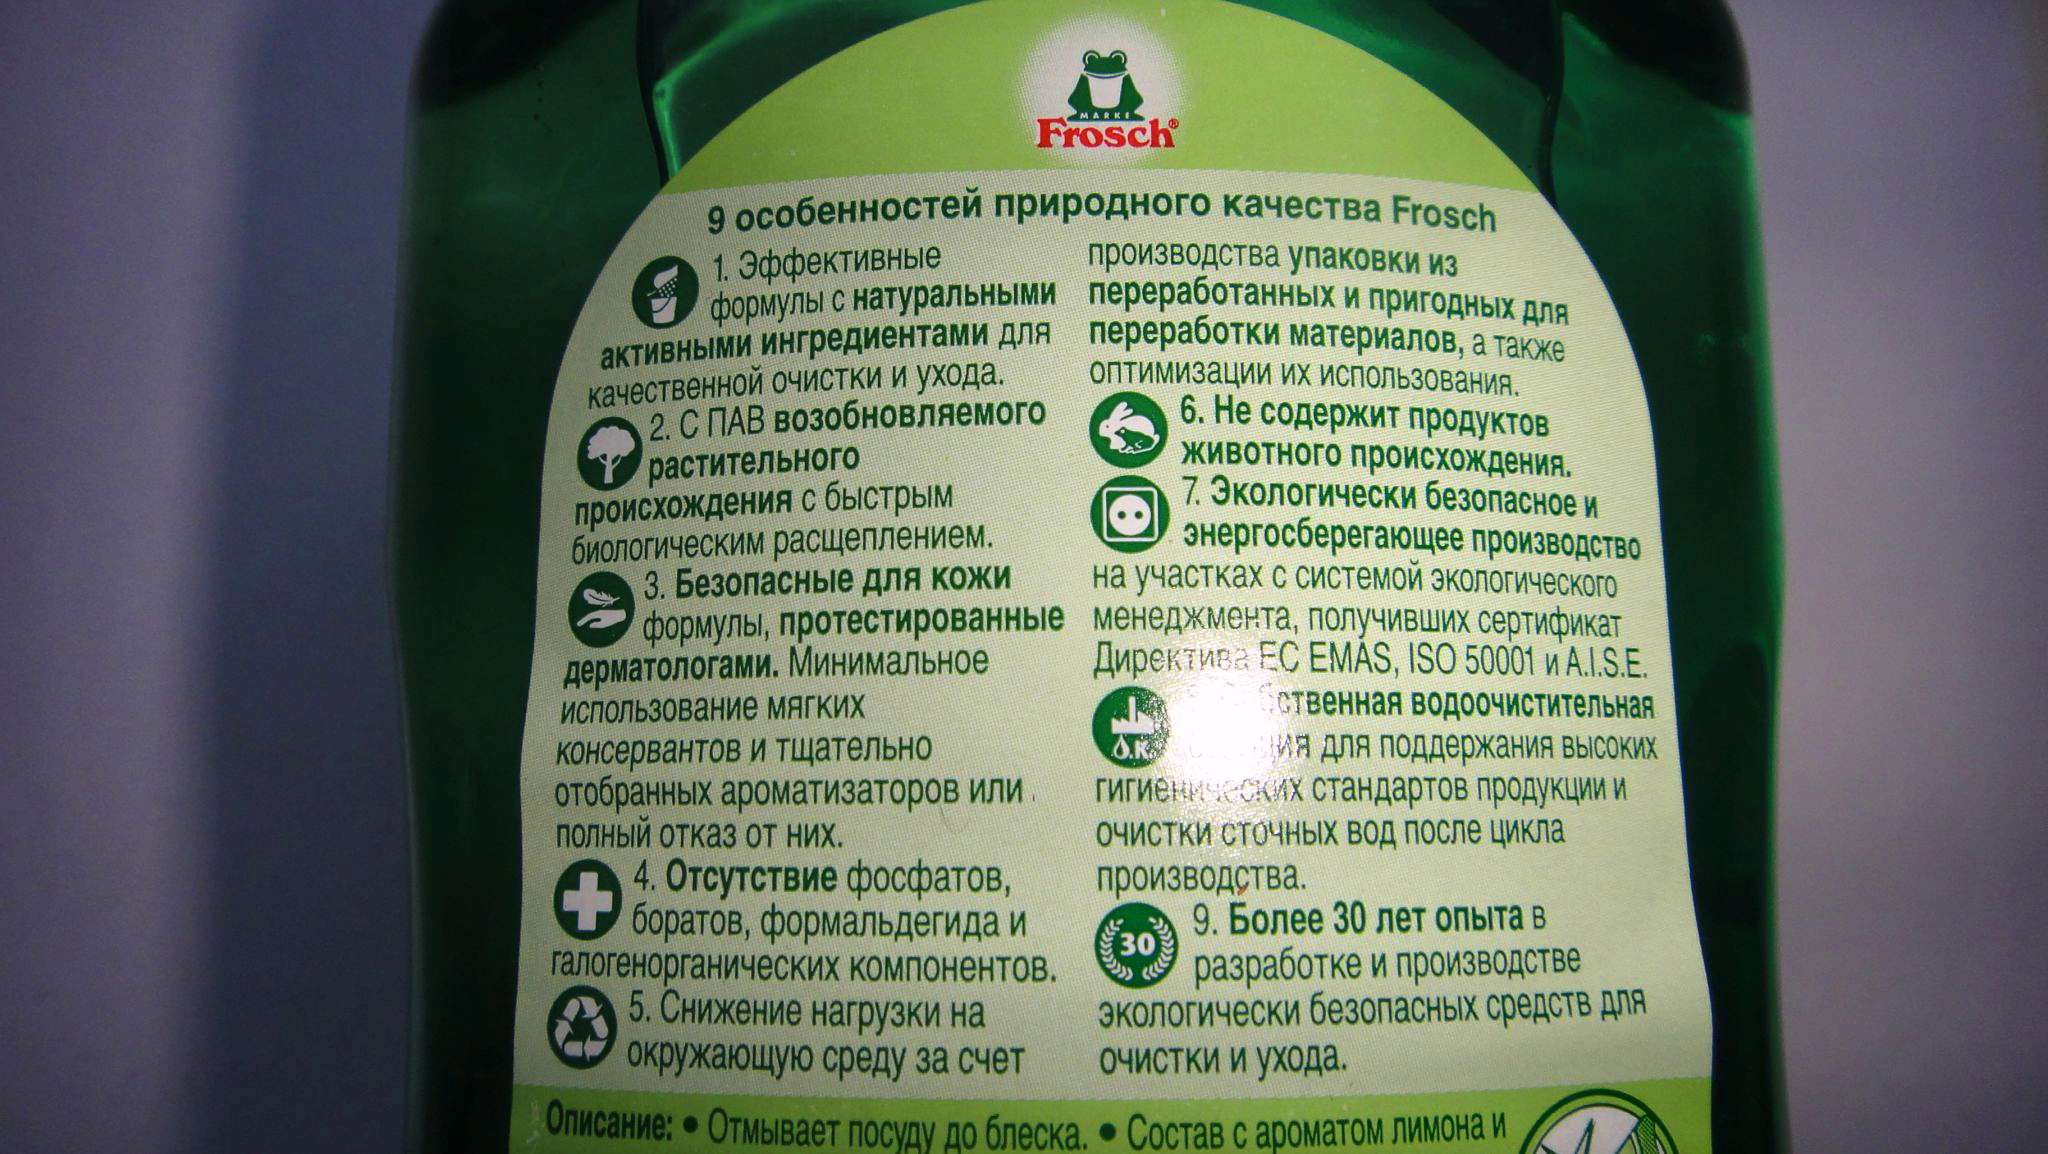 MARKE
Frosch®
9 особенностей природного качества Frosch
1. Эффективные
формулы с натуральными
активными ингредиентами для
качественной очистки и ухода.
2. С ПАВ возобновляемого
растительного
происхождения с быстрым
биологическим расщеплением.
3. Безопасные для кожи
формулы, протестированные
дерматологами. Минимальное
использование мягких
консервантов и тщательно
отобранных ароматизаторов или
полный отказ от них.
4. Отсутствие фосфатов,
боратов, формальдегида и
галогенорганических компонентов.
5. Снижение нагрузки на
окружающую среду за счет
производства упаковки из
переработанных и пригодных для
переработки материалов, а также
оптимизации их использования.
6. Не содержит продуктов
животного происхождения.
7. Экологически безопасное и
энергосберегающее производство
на участках с системой экологического
менеджмента, получивших сертификат
Директива ЕС EMAS, ISO 50001 и A.I.S.E.
O.K.
водоочистительная
для поддержания высоких
гигиенических стандартов продукции и
очистки сточных вод после цикла
производства.
30
9. Более 30 лет опыта в
разработке и производстве
экологически безопасных средств для
очистки и ухода.
Описание: • Отмывает посуду до блеска. • Состав с ароматом лимона и